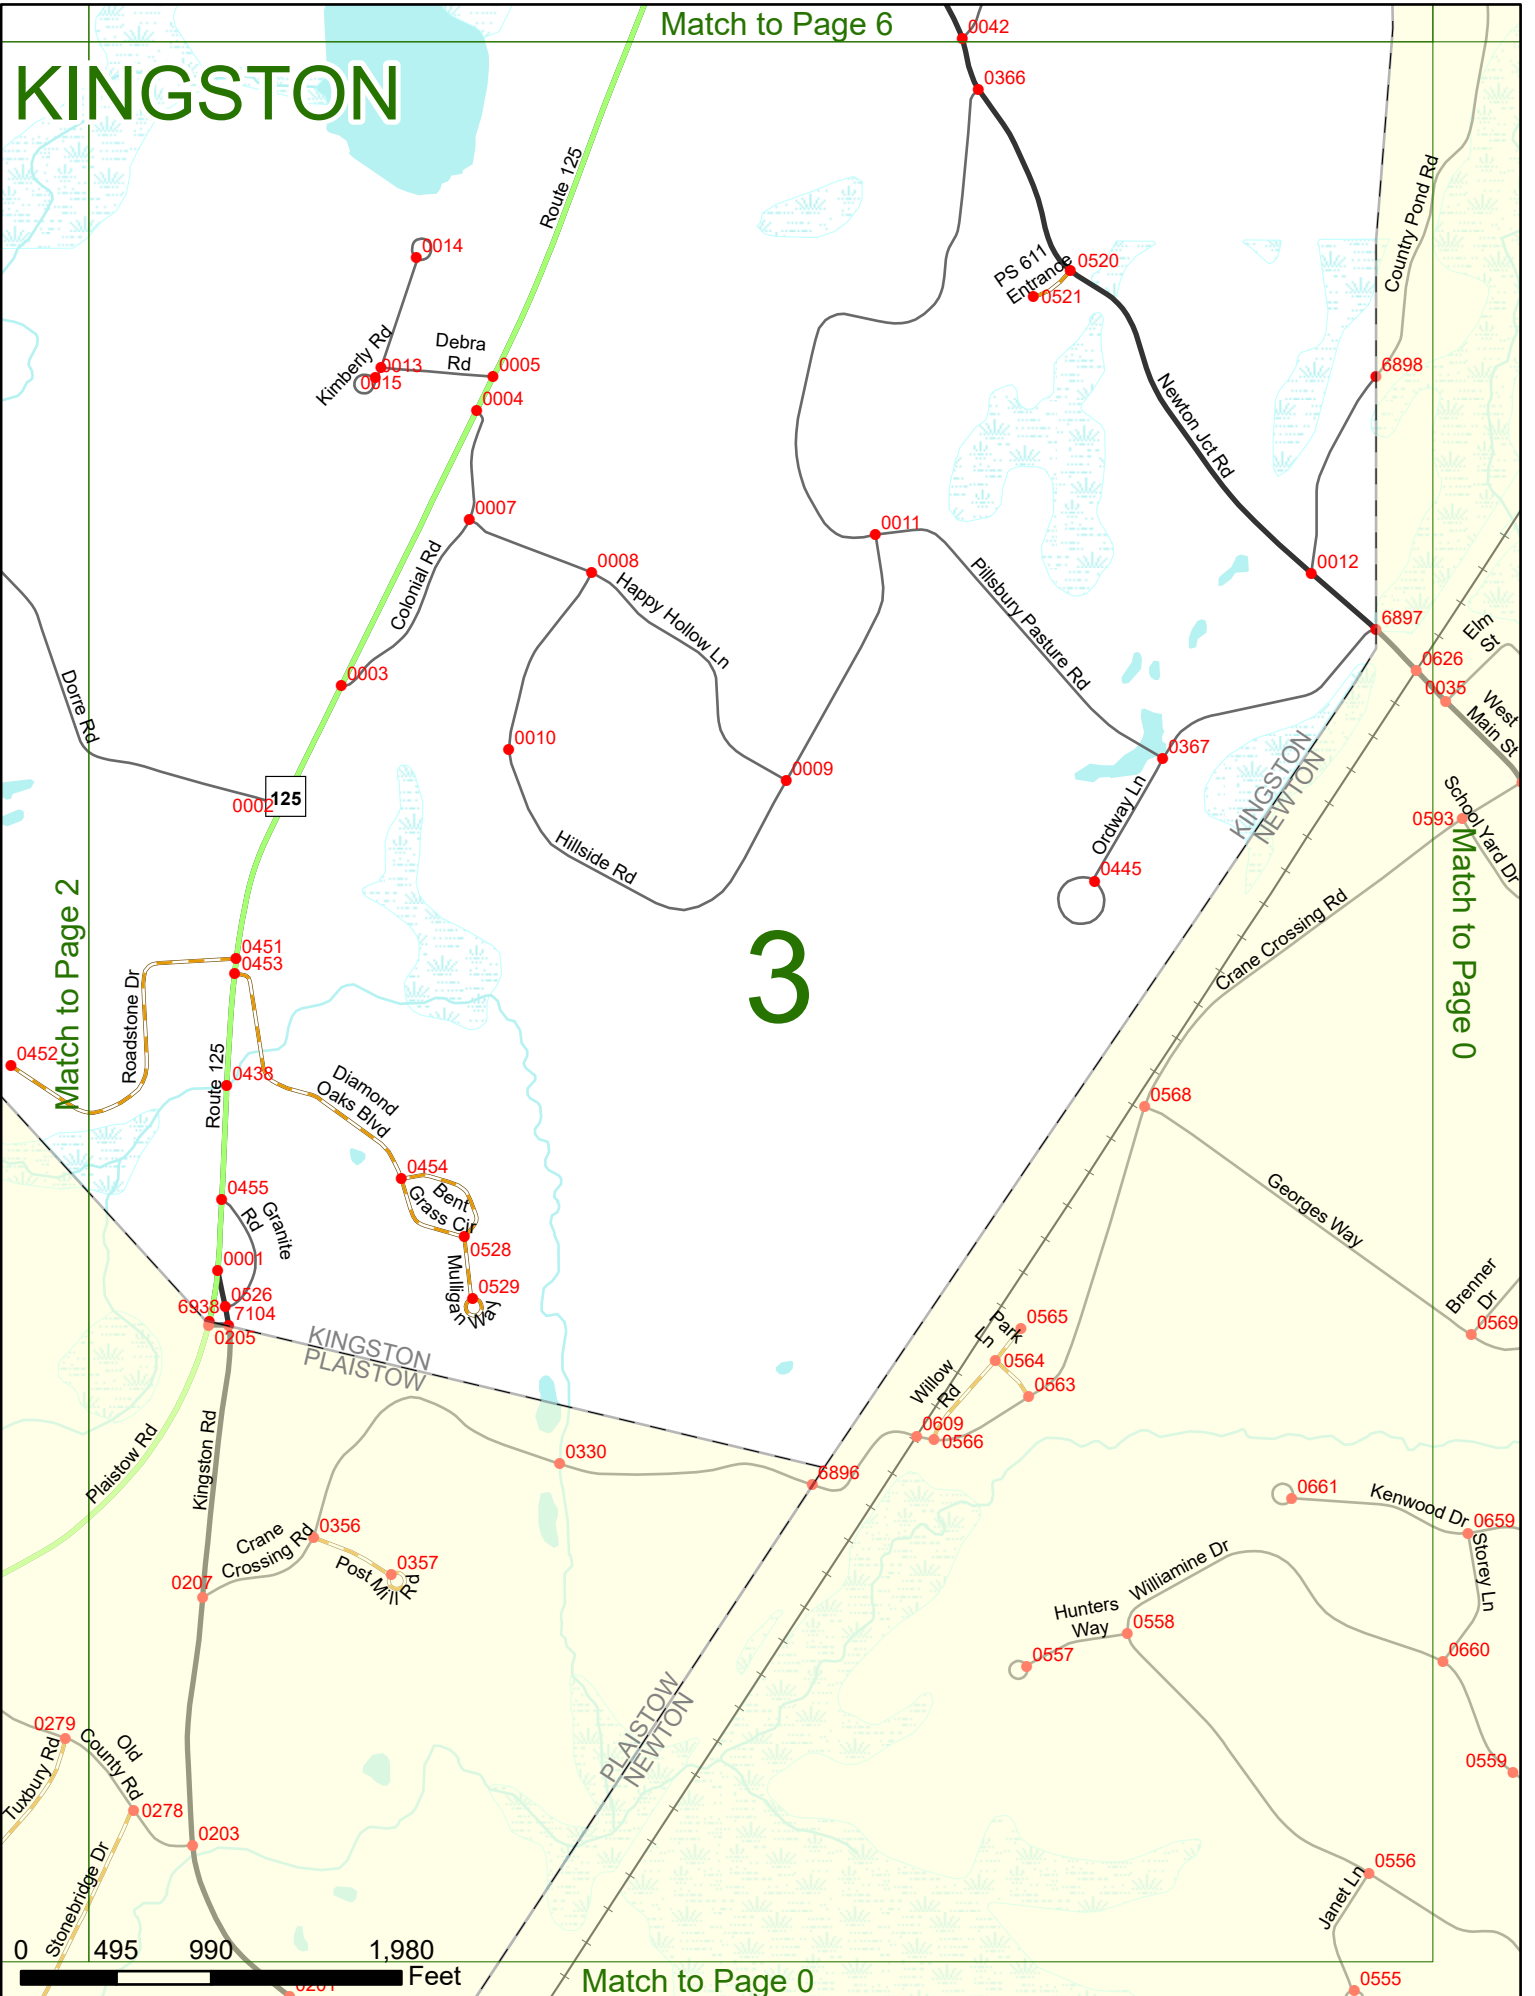 Match to Page 6
KINGSTON
0042
0366
Route 125
Country Pond Rd
0014
PS 611
Entrance
0520
0521
Kimberly Rd
Debra
Rd
0013
0015
0005
0004
6898
Newton Jct Rd
0007
0011
0008
0012
Colonial Rd
Happy Hollow Ln
Pillsbury Pasture Rd
6897
Elm
St
0626
0035
West
Main St
Dorre Rd
0003
0010
0009
0367
KINGSTON
NEWTON
0002
125
Ordway Ln
School Yard Dr
0593
Hillside Rd
0445
Match to Page 2
Match to Page 0
Crane Crossing Rd
3
0451
0453
Roadstone Dr
0452
Route 125
0438
Diamond
Oaks Blvd
0568
0454
Bent
Grass Cir
0455
Granite
Rd
Georges Way
0528
0001
Mulligan
Way
0529
0526
6938
7104
0205
Brenner
Dr
0569
KINGSTON
PLAISTOW
Park
Ln
0565
0564
0563
Willow
Rd
0609
0566
Plaistow Rd
Kingston Rd
0330
6896
0661
Kenwood Dr
0659
Storey Ln
Crane
Crossing Rd
0356
Post Mill
Rd
0357
0207
Williamine Dr
Hunters
Way
0558
0557
0660
PLAISTOW
NEWTON
0279
Old
County Rd
Tuxbury Rd
0559
0278
0203
Stonebridge Dr
0556
Janet Ln
0 495 990 1,980
Feet
0201
Match to Page 0
0555